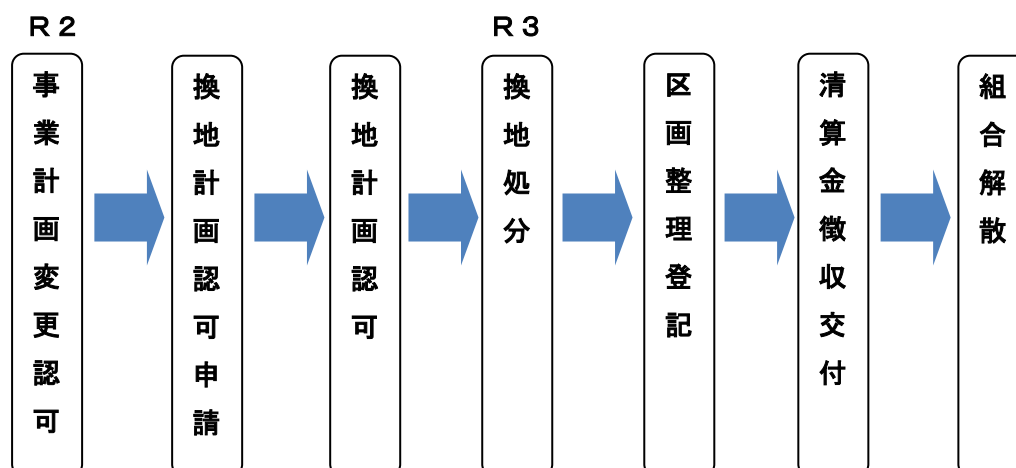 R2
R3
事業計画変更認可
換地計画認可申請
換地計画認可
換地処分
区画整理登記
清算金徴収交付
組合解散